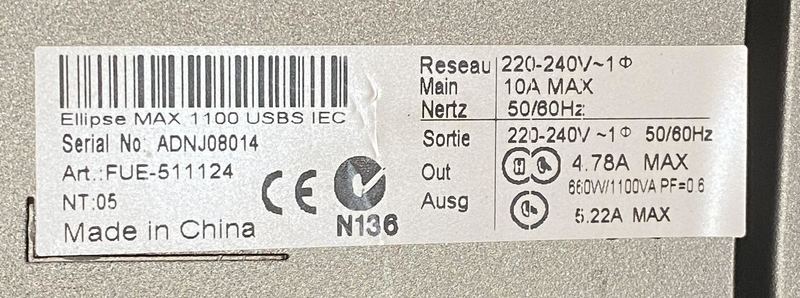 Ellipse MAX 1100 USBS IEC
Serial No: ADNJ08014
Art.:FUE-511124
NT:05
Made in China
CE
N136
Reseau 220-240V~1Φ
Main 10A MAX
Nertz 50/60Hz
Sortie 220-240V ~1Φ 50/60Hz
Out 4.78A MAX
660W/1100VA PF=0.6
Ausg 5.22A MAX